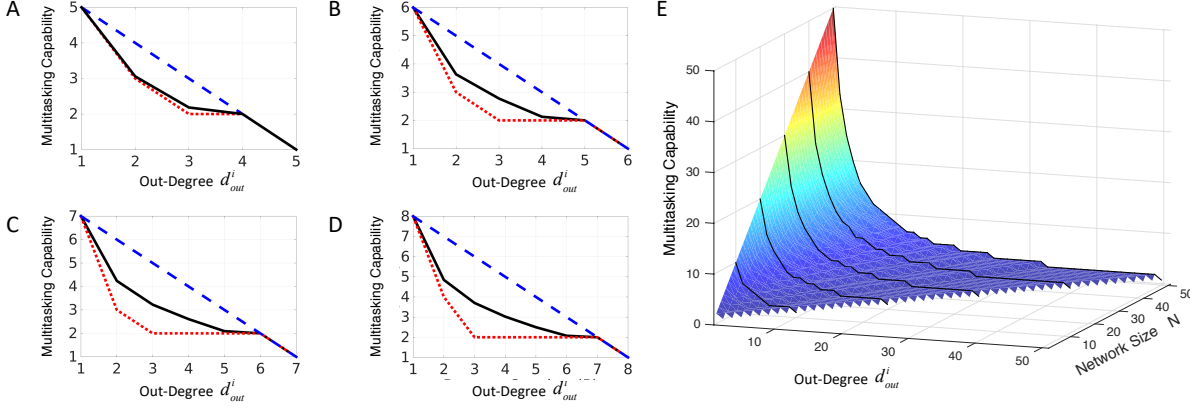 A
Multitasking Capability
5
4
3
2
1
1 2 3 4 5
Out-Degree d^i_out
B
Multitasking Capability
6
5
4
3
2
1
1 2 3 4 5 6
Out-Degree d^i_out
C
Multitasking Capability
7
6
5
4
3
2
1
1 2 3 4 5 6 7
Out-Degree d^i_out
D
Multitasking Capability
8
7
6
5
4
3
2
1
1 2 3 4 5 6 7 8
Out-Degree d^i_out
E
Multittasking Capability
50
40
30
20
10
0
10 20 30 40 50
Out-Degree d^i_out
10 20 30 40 50
Network Size N